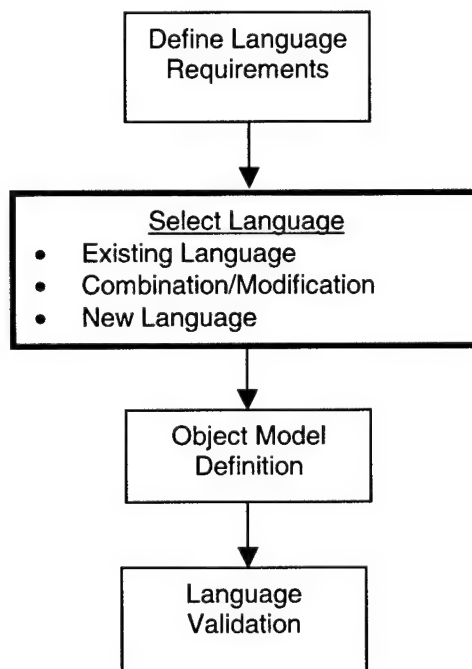 Define Language
Requirements
Select Language
• Existing Language
• Combination/Modification
• New Language
Object Model
Definition
Language
Validation